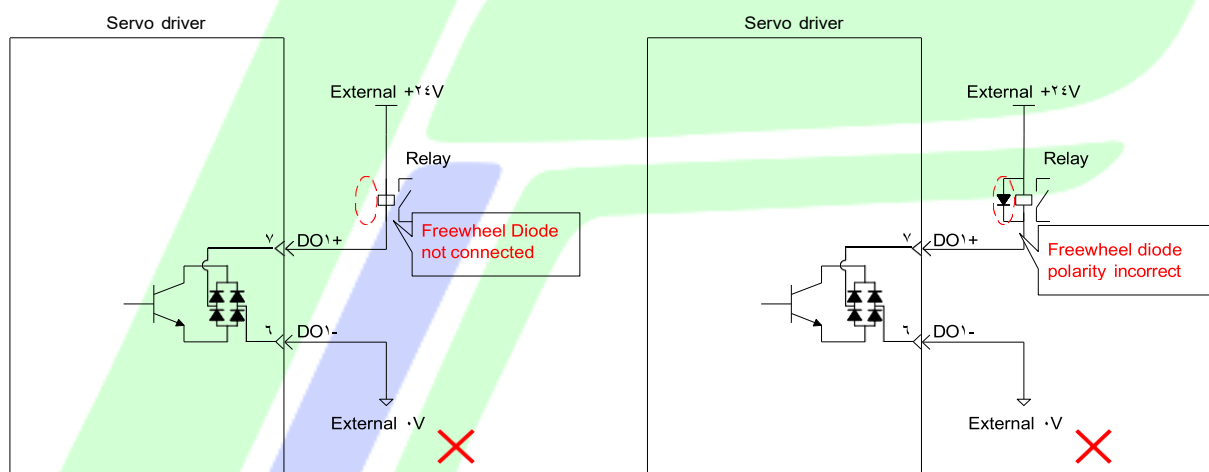 Servo driver
External +٢٤V
Relay
Freewheel Diode
not connected
٧
DO١+
٦
DO١-
External ٠V
Servo driver
External +٢٤V
Relay
Freewheel diode
polarity incorrect
٧
DO١+
٦
DO١-
External ٠V